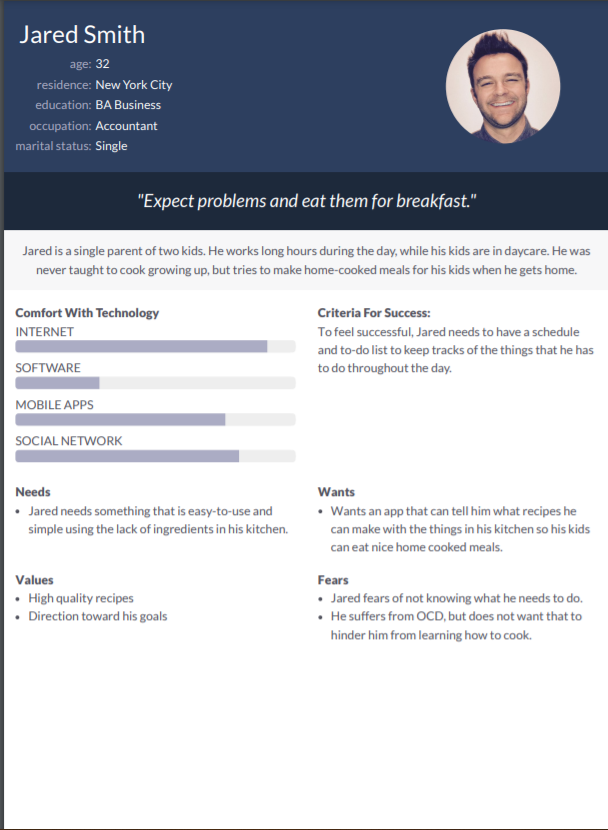 Jared Smith
age: 32
residence: New York City
education: BA Business
occupation: Accountant
marital status: Single
"Expect problems and eat them for breakfast."
Jared is a single parent of two kids. He works long hours during the day, while his kids are in daycare. He was
never taught to cook growing up, but tries to make home-cooked meals for his kids when he gets home.
Comfort With Technology
INTERNET
SOFTWARE
MOBILE APPS
SOCIAL NETWORK
Criteria For Success:
To feel successful, Jared needs to have a schedule
and to-do list to keep tracks of the things that he has
to do throughout the day.
Needs
• Jared needs something that is easy-to-use and
simple using the lack of ingredients in his kitchen.
Wants
• Wants an app that can tell him what recipes he
can make with the things in his kitchen so his kids
can eat nice home cooked meals.
Values
• High quality recipes
• Direction toward his goals
Fears
• Jared fears of not knowing what he needs to do.
• He suffers from OCD, but does not want that to
hinder him from learning how to cook.